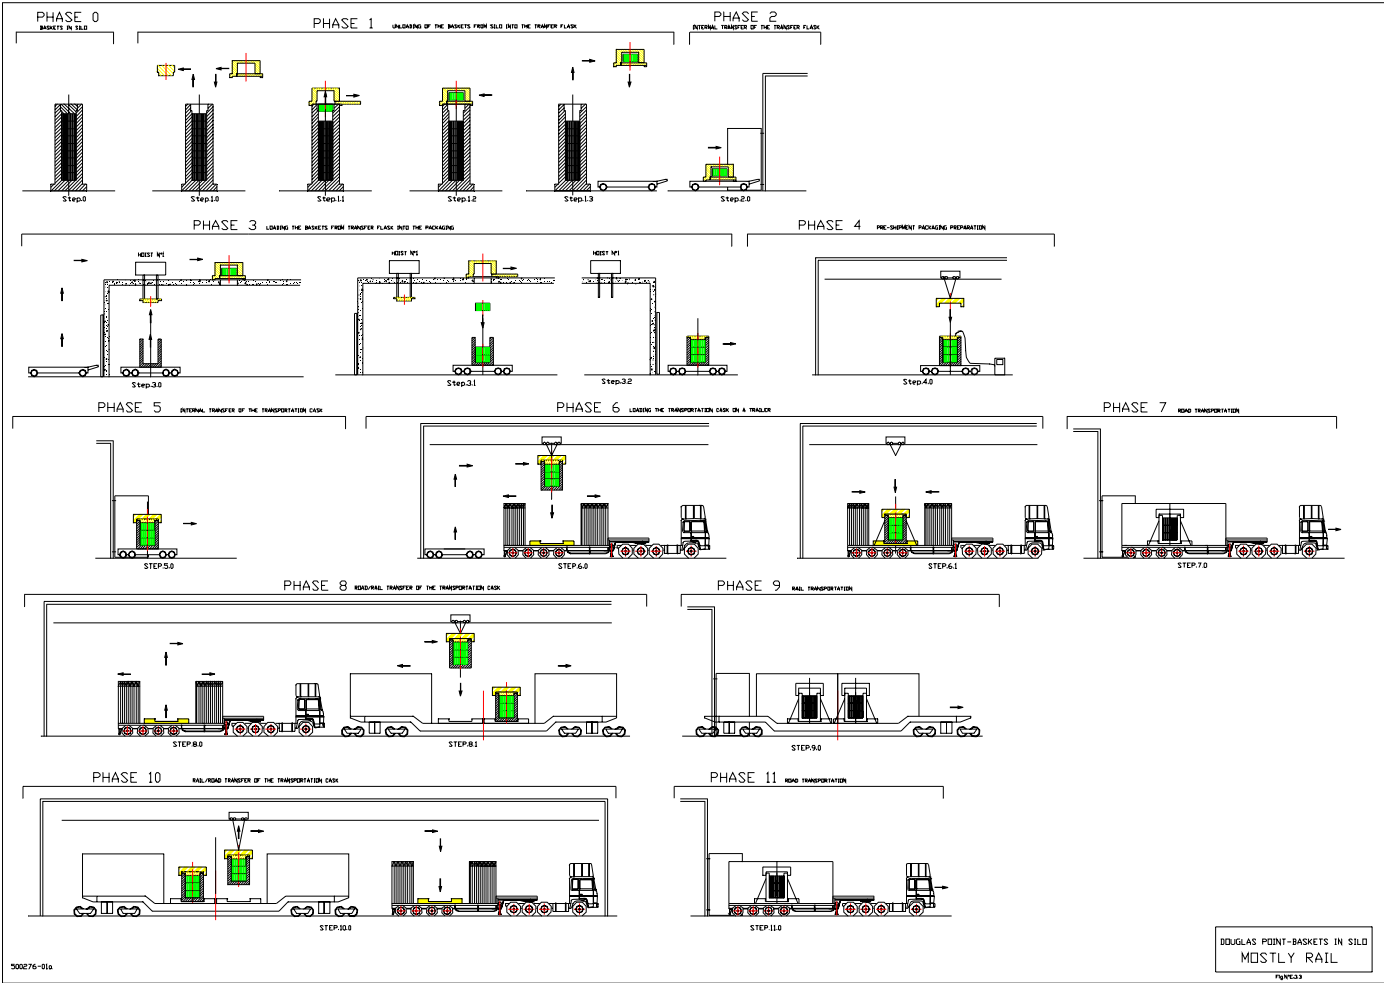 PHASE 0
BASKETS IN SILO
PHASE 1 UNLOADING OF THE BASKETS FROM SILO INTO THE TRANFER FLASK
PHASE 2
INTERNAL TRANSFER OF THE TRANSFER FLASK
Step.0
Step.1.0
Step.1.1
Step.1.2
Step.1.3
Step.2.0
PHASE 3 LOADING THE BASKETS FROM TRANSFER FLASK INTO THE PACKAGING
PHASE 4 PRE-SHIPMENT PACKAGING PREPARATION
HOIST N°1
HOIST N°1
HOIST N°1
Step.3.0
Step.3.1
Step.3.2
Step.4.0
PHASE 5 INTERNAL TRANSFER OF THE TRANSPORTATION CASK
PHASE 6 LOADING THE TRANSPORTATION CASK ON A TRAILER
PHASE 7 ROAD TRANSPORTATION
STEP.5.0
STEP.6.0
STEP.6.1
STEP.7.0
PHASE 8 ROAD/RAIL TRANSFER OF THE TRANSPORTATION CASK
PHASE 9 RAIL TRANSPORTATION
STEP.8.0
STEP.8.1
STEP.9.0
PHASE 10 RAIL/ROAD TRANSFER OF THE TRANSPORTATION CASK
PHASE 11 ROAD TRANSPORTATION
STEP.10.0
STEP.11.0
DOUGLAS POINT-BASKETS IN SILO
MOSTLY RAIL
500276-01a